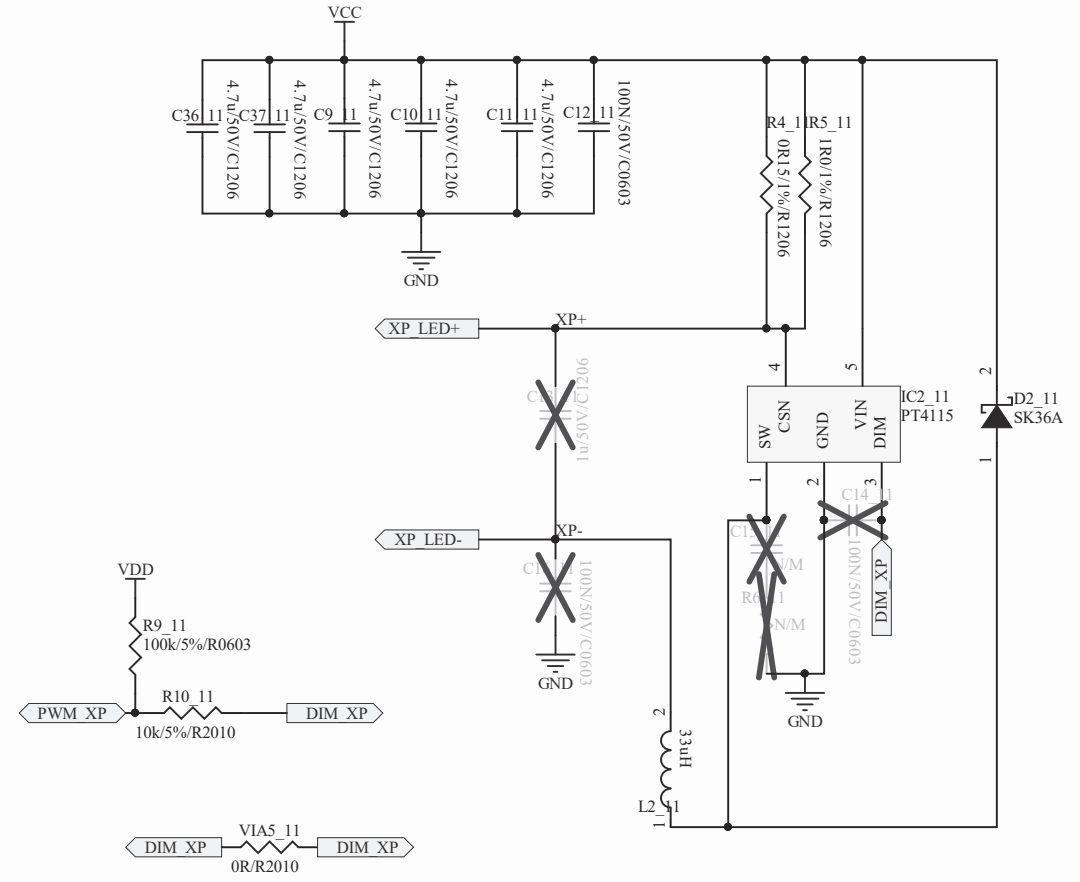 VCC
C36_11
4.7u/50V/C1206
C37_11
4.7u/50V/C1206
C9_11
4.7u/50V/C1206
C10_11
4.7u/50V/C1206
C11_11
4.7u/50V/C1206
C12_11
100N/50V/C0603
GND
R4_11
0R15/1%/R1206
R5_11
1R0/1%/R1206
XP_LED+
XP+
1u/50V/C1206
4
5
CSN
VIN
SW
GND
DIM
IC2_11
PT4115
1
2
3
2
D2_11
SK36A
1
XP_LED-
XP-
100N/50V/C0603
GND
N/M
N/M
C14_11
100N/50V/C0603
DIM_XP
GND
VDD
R9_11
100k/5%/R0603
PWM_XP
R10_11
10k/5%/R2010
DIM_XP
2
33uH
L2_11
1
DIM_XP
VIA5_11
0R/R2010
DIM_XP